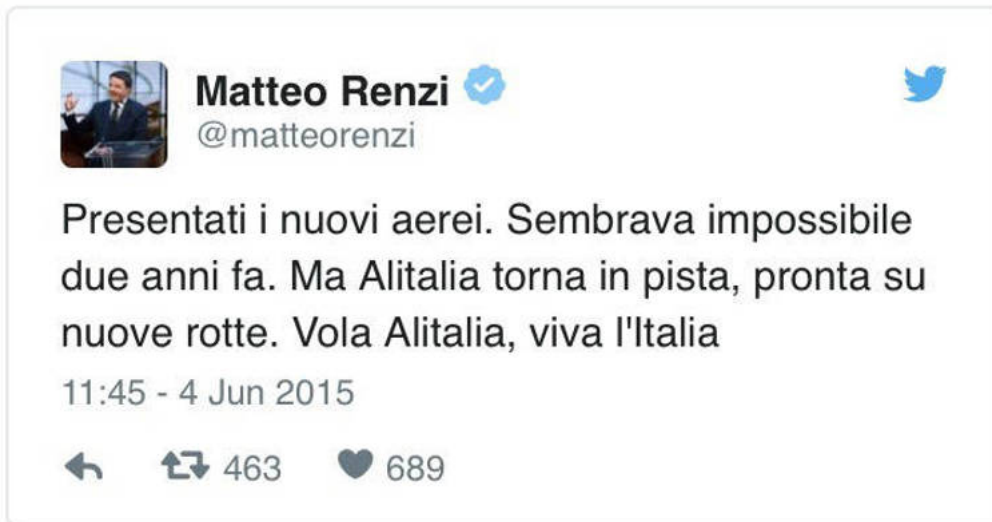 Matteo Renzi
@matteorenzi
Presentati i nuovi aerei. Sembrava impossibile
due anni fa. Ma Alitalia torna in pista, pronta su
nuove rotte. Vola Alitalia, viva l'Italia
11:45 - 4 Jun 2015
463 689